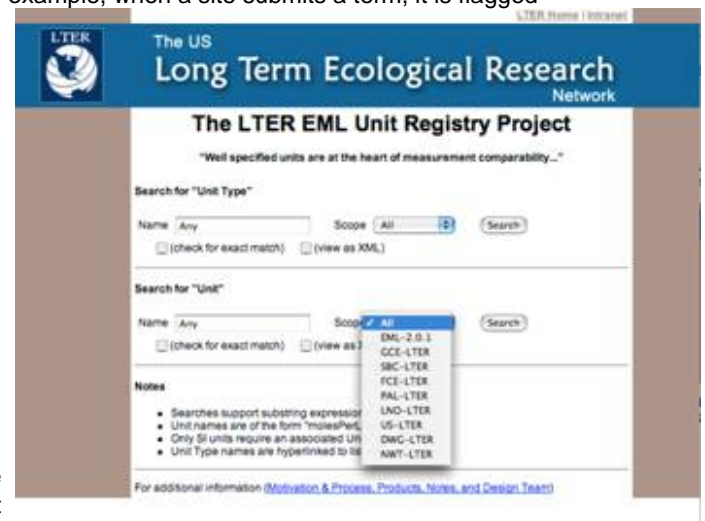 example, when a site submits a term, it is flagged
LTER Home | Intranet
LTER
The US
Long Term Ecological Research
Network
The LTER EML Unit Registry Project
"Well specified units are at the heart of measurement comparability..."
Search for "Unit Type"
Name Any Scope All Search
(check for exact match) (view as XML)
Search for "Unit"
Name Any Scope ✓ All Search
(check for exact match) (view as
EML-2.0.1
GCE-LTER
SBC-LTER
FCE-LTER
PAL-LTER
LNO-LTER
US-LTER
DWG-LTER
NWT-LTER
Notes
• Searches support substring expression
• Unit names are of the form "molesPerL
• Only SI units require an associated Un
• Unit Type names are hyperlinked to
For additional information (Motivation & Process, Products, Notes, and Design Team)